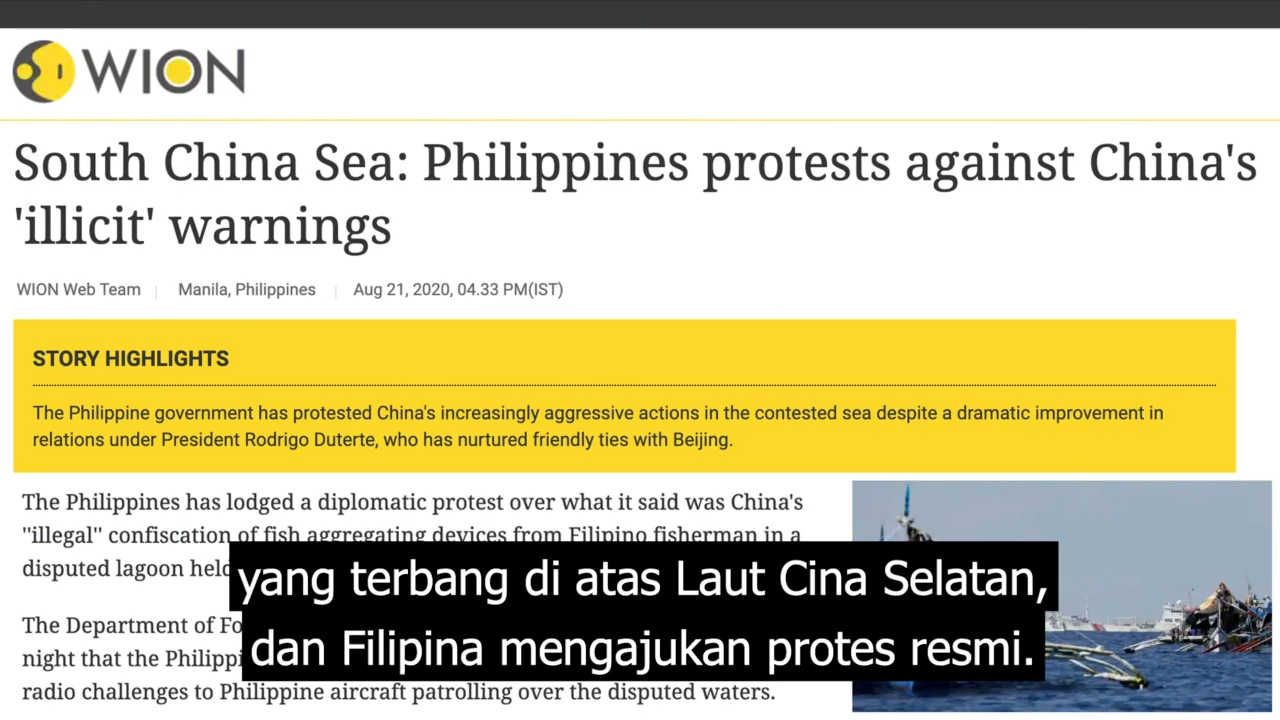 WION
South China Sea: Philippines protests against China's
'illicit' warnings
WION Web Team | Manila, Philippines | Aug 21, 2020, 04.33 PM(IST)
STORY HIGHLIGHTS
The Philippine government has protested China's increasingly aggressive actions in the contested sea despite a dramatic improvement in
relations under President Rodrigo Duterte, who has nurtured friendly ties with Beijing.
The Philippines has lodged a diplomatic protest over what it said was China's
"illegal" confiscation of fish aggregating devices from Filipino fisherman in a
disputed lagoon held
The Department of
night that the
radio challenges to Philippine aircraft patrolling over the disputed waters.
yang terbang di atas Laut Cina Selatan,
dan Filipina mengajukan protes resmi.